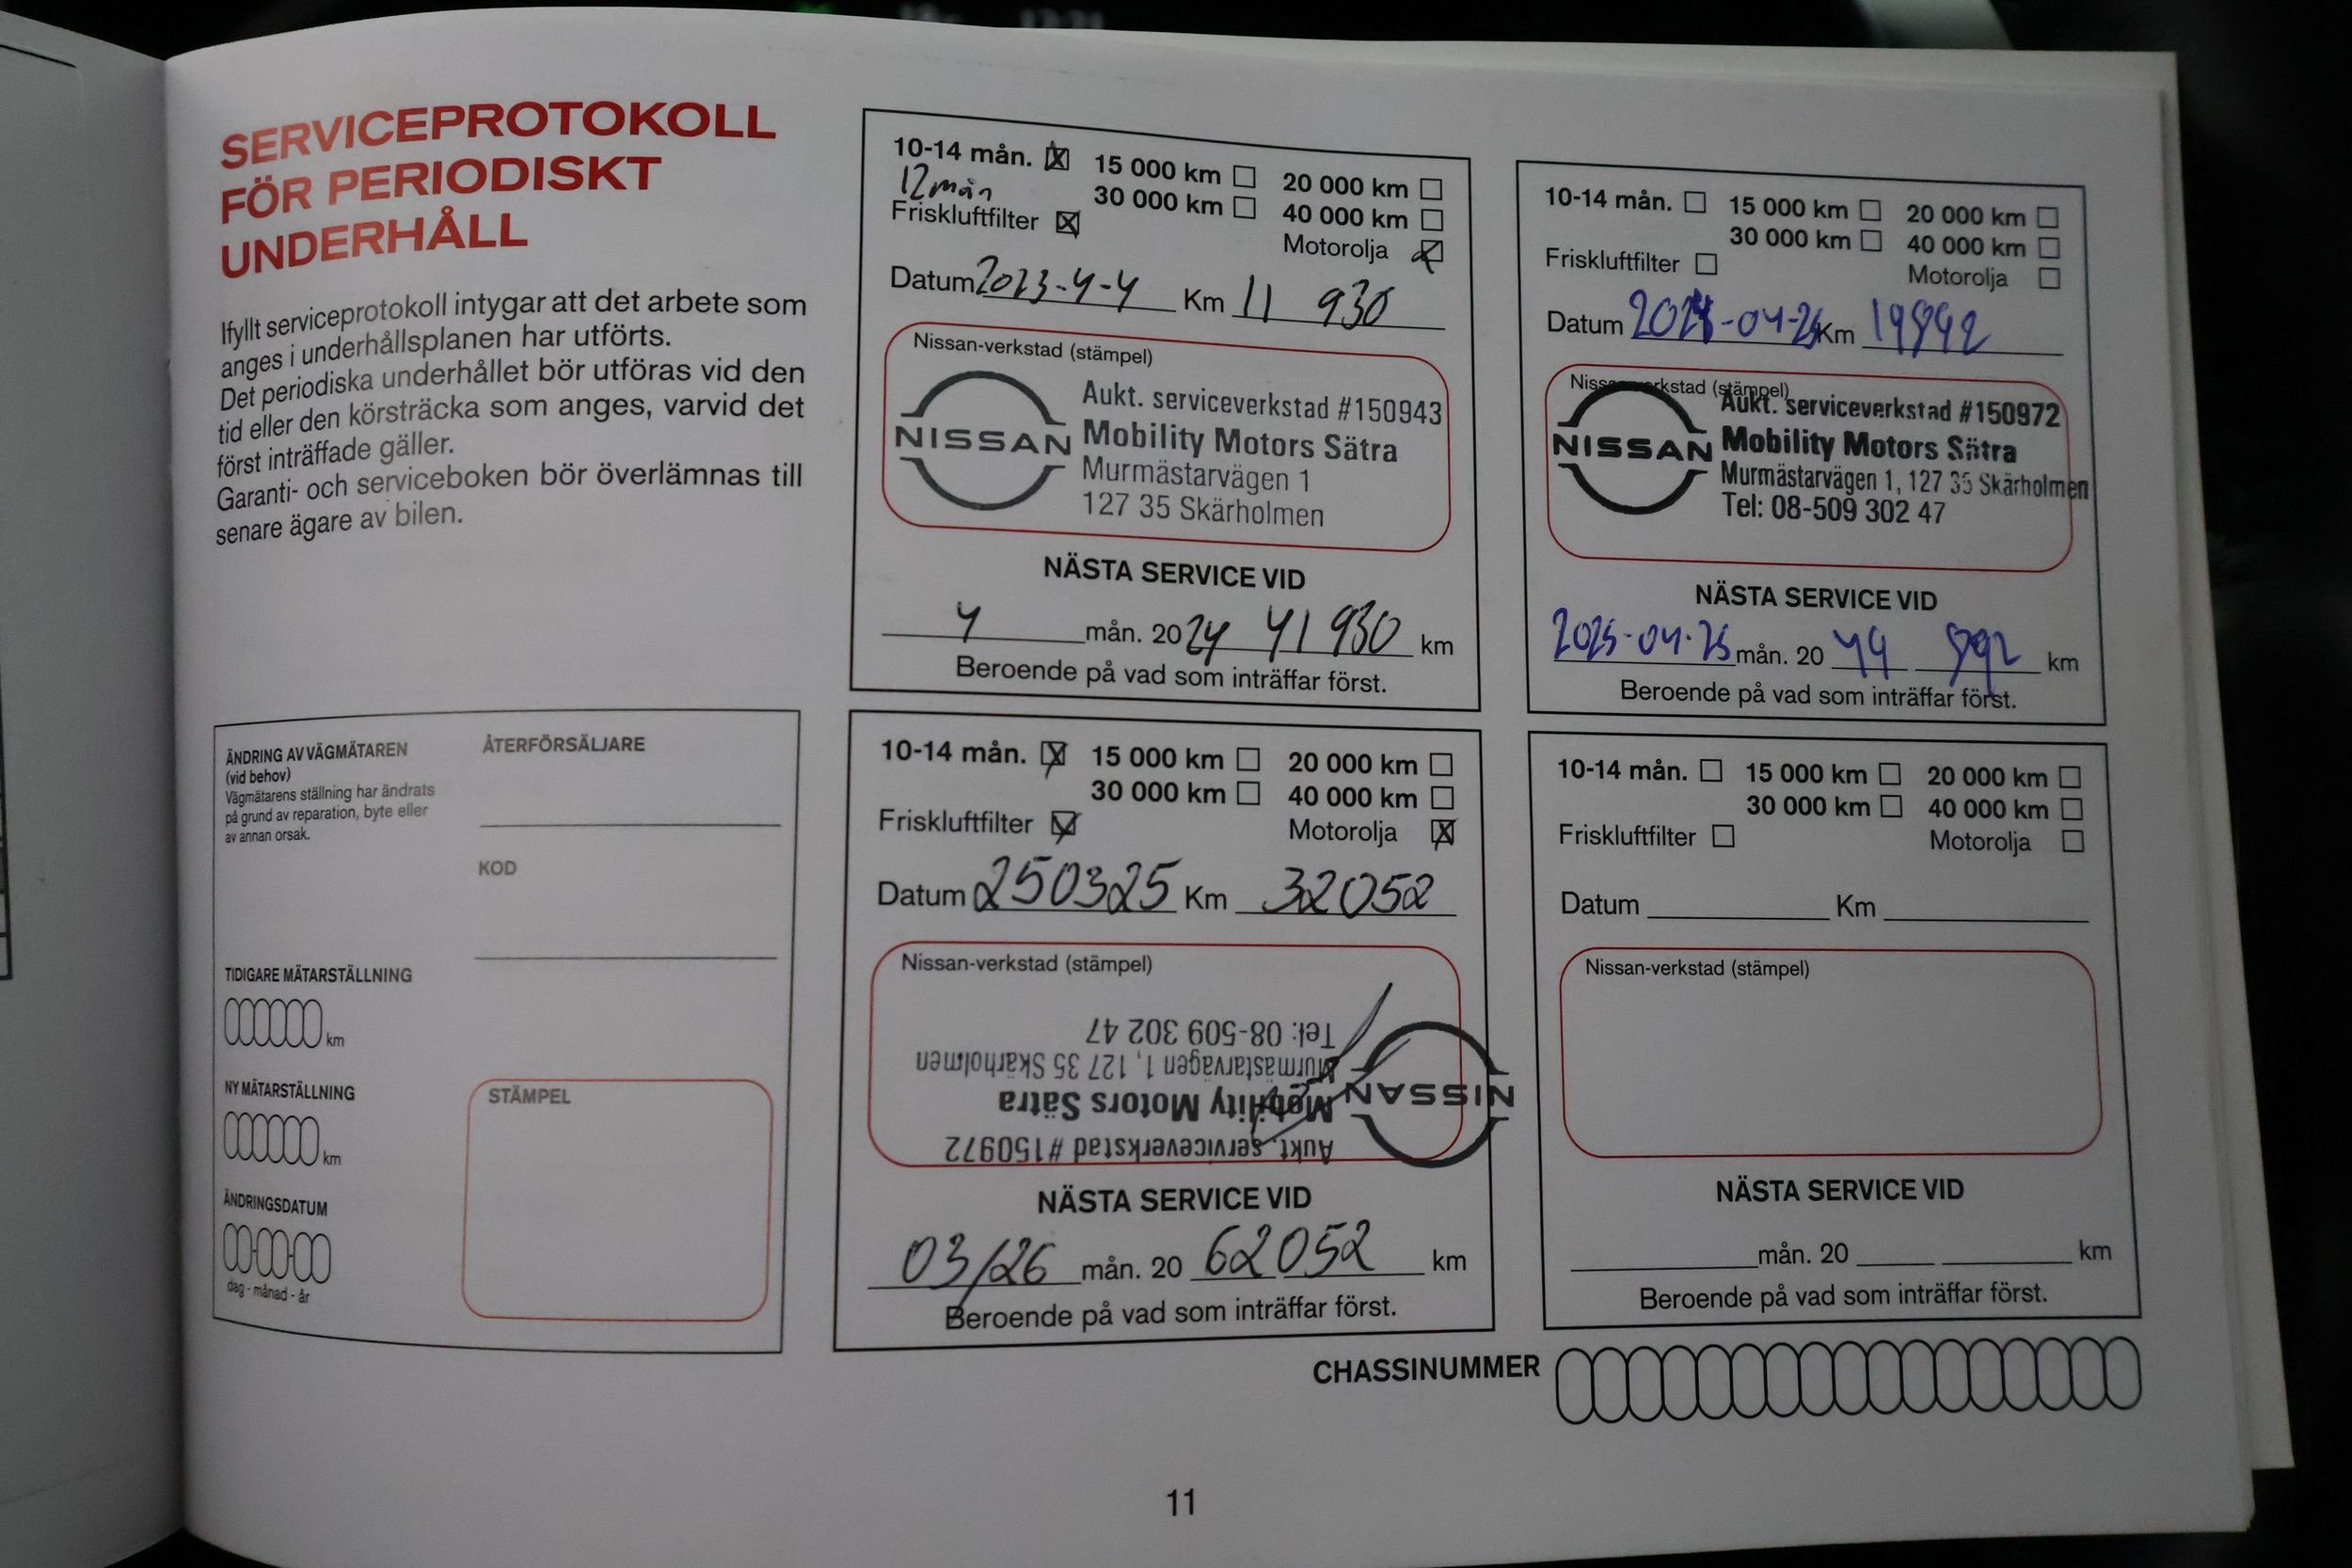 SERVICEPROTOKOLL
FÖR PERIODISKT
UNDERHÅLL
Ifyllt serviceprotokoll intygar att det arbete som
anges i underhållsplanen har utförts.
Det periodiska underhållet bör utföras vid den
tid eller den körsträcka som anges, varvid det
först inträffade gäller.
Garanti- och serviceboken bör överlämnas till
senare ägare av bilen.
ÄNDRING AV VÄGMÄTAREN
(vid behov)
Vägmätarens ställning har ändrats
på grund av reparation, byte eller
av annan orsak.
ÅTERFÖRSÄLJARE
KOD
TIDIGARE MÄTARSTÄLLNING
km
NY MÄTARSTÄLLNING
km
ÄNDRINGSDATUM
dag - månad - år
STÄMPEL
10-14 mån. 15 000 km 20 000 km
12 mån 30 000 km 40 000 km
Friskluftfilter Motorolja
Datum 2023-4-4 Km 11 930
Nissan-verkstad (stämpel)
NISSAN
Aukt. serviceverkstad #150943
Mobility Motors Sätra
Murmästarvägen 1
127 35 Skärholmen
NÄSTA SERVICE VID
4 mån. 2024 41 930 km
Beroende på vad som inträffar först.
10-14 mån. 15 000 km 20 000 km
30 000 km 40 000 km
Friskluftfilter Motorolja
Datum 2024-04-26 Km 19892
Nissan-verkstad (stämpel)
NISSAN
Aukt. serviceverkstad #150972
Mobility Motors Sätra
Murmästarvägen 1, 127 35 Skärholmen
Tel: 08-509 302 47
NÄSTA SERVICE VID
2025-04-25 mån. 20 49 892 km
Beroende på vad som inträffar först.
10-14 mån. 15 000 km 20 000 km
30 000 km 40 000 km
Friskluftfilter Motorolja
Datum 250325 Km 32052
Nissan-verkstad (stämpel)
NISSAN
Aukt. serviceverkstad #150972
Mobility Motors Sätra
Murmästarvägen 1, 127 35 Skärholmen
Tel: 08-509 302 47
NÄSTA SERVICE VID
03/26 mån. 20 62052 km
Beroende på vad som inträffar först.
10-14 mån. 15 000 km 20 000 km
30 000 km 40 000 km
Friskluftfilter Motorolja
Datum Km
Nissan-verkstad (stämpel)
NÄSTA SERVICE VID
mån. 20 km
Beroende på vad som inträffar först.
CHASSINUMMER
11